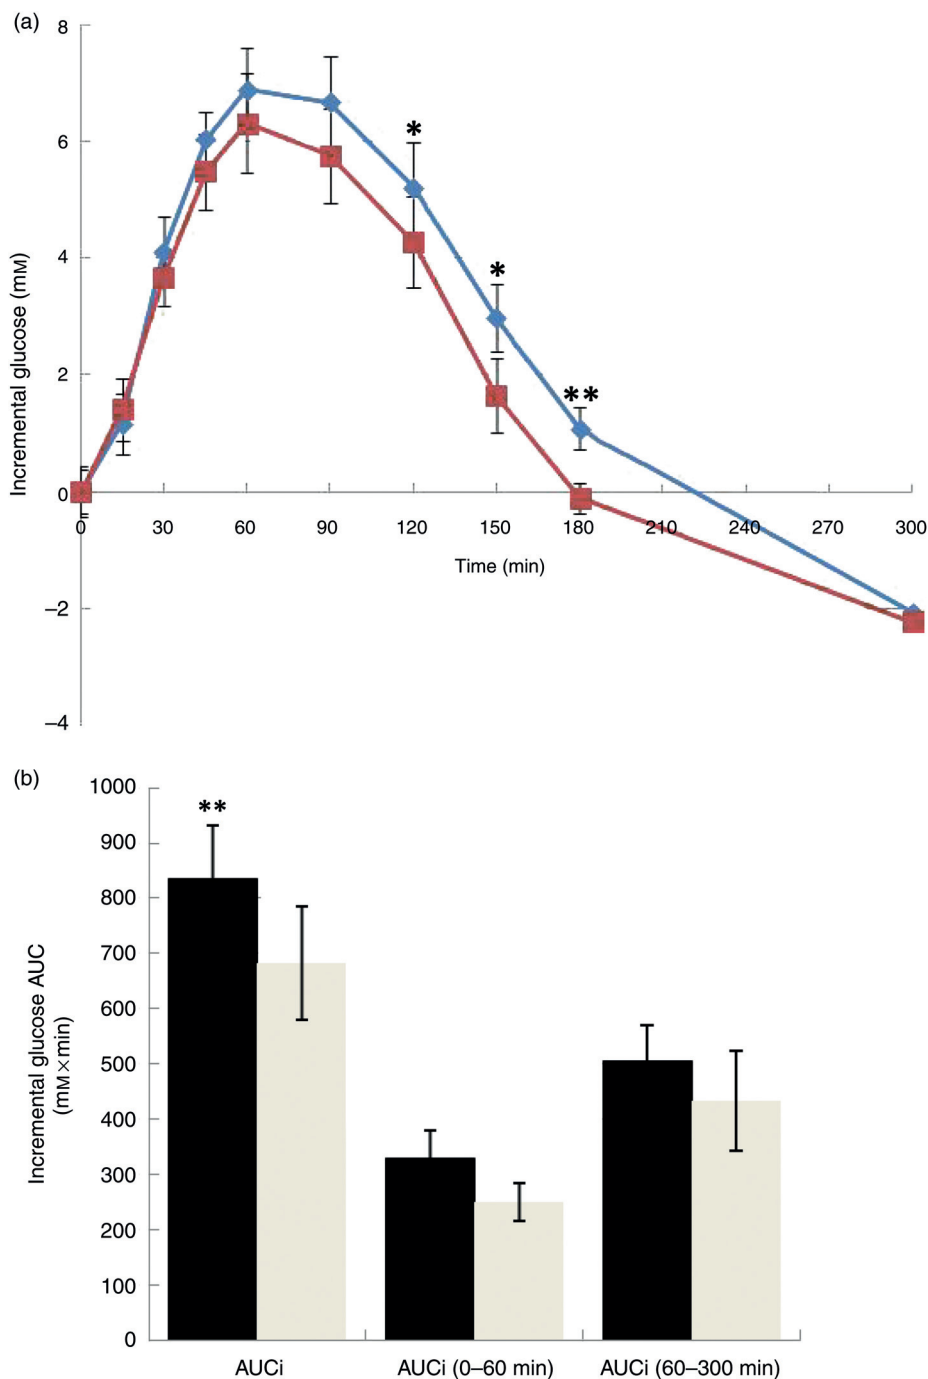 (a)
8
6
4
2
0
–2
–4
Incremental glucose (mM)
*
*
**
0 30 60 90 120 150 180 210 240 270 300
Time (min)
(b)
1000
900
800
700
600
500
400
300
200
100
0
Incremental glucose AUC
(mM×min)
**
AUCi AUCi (0–60 min) AUCi (60–300 min)